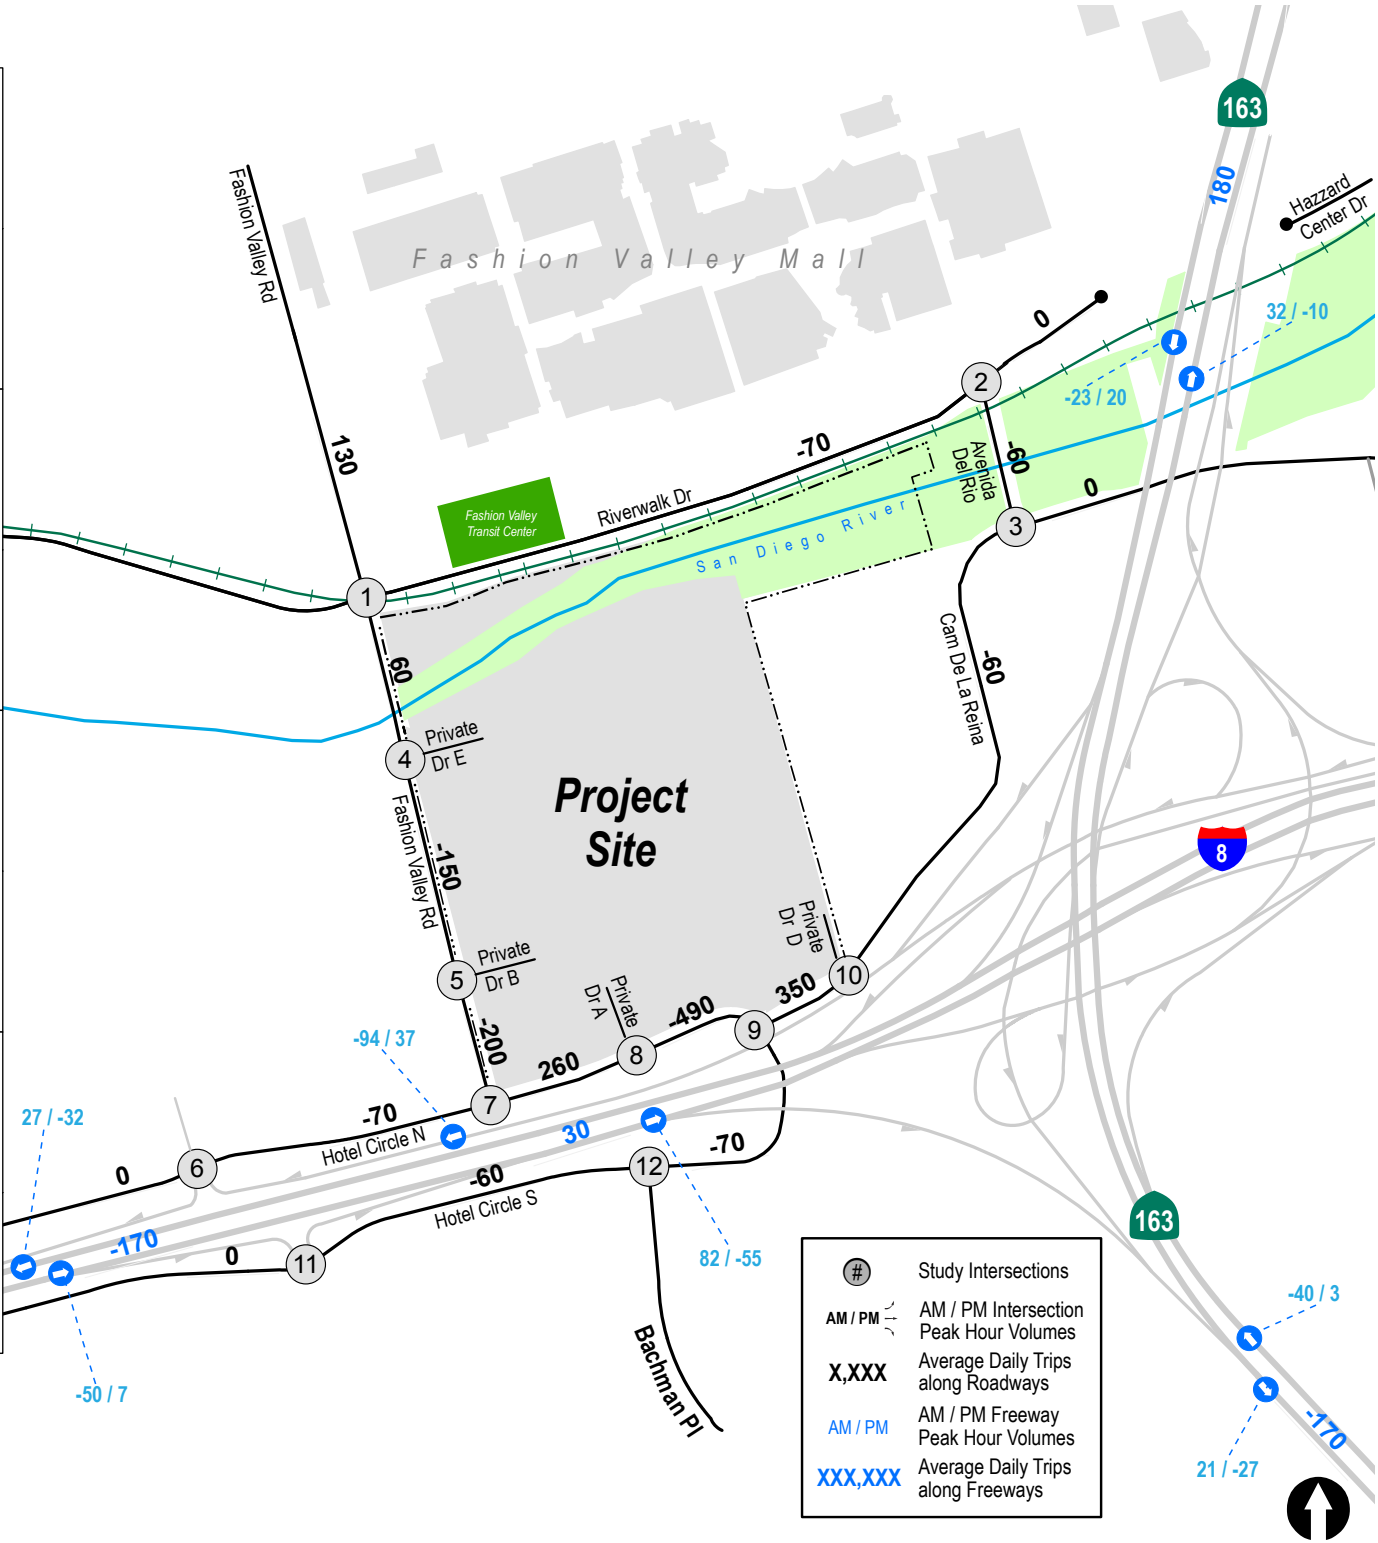 163
180
Hazzard
Center Dr
Fashion Valley Rd
Fashion Valley Mall
32 / -10
0
2
-23 / 20
130
-70
-60
Avenida
Del Rio
0
Fashion Valley
Transit Center
Riverwalk Dr
San Diego River
3
1
60
Cam De La Reina
-60
Private
Dr E
4
Project
Site
Fashion Valley Rd
-150
8
Private
Dr D
Private
Dr B
5
10
Private
Dr A
350
-490
9
-200
-94 / 37
260
8
7
27 / -32
-70
Hotel Circle N
30
0
6
-60
12
-70
Hotel Circle S
163
-170
0
11
82 / -55
-40 / 3
-50 / 7
Bachman Pl
-170
21 / -27
# Study Intersections
AM / PM AM / PM Intersection
Peak Hour Volumes
X,XXX Average Daily Trips
along Roadways
AM / PM AM / PM Freeway
Peak Hour Volumes
XXX,XXX Average Daily Trips
along Freeways